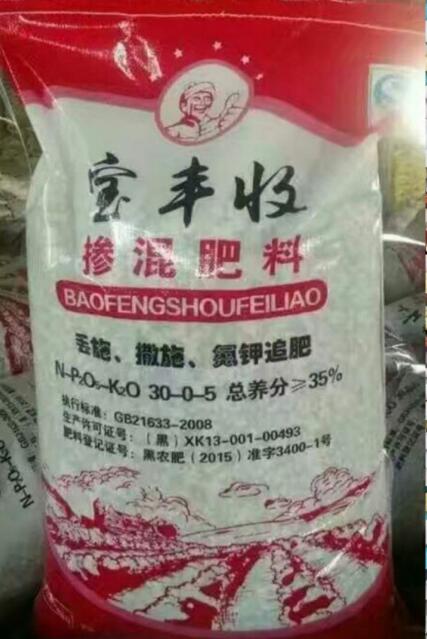 宝丰收
掺混肥料
BAOFENGSHOUFEILIAO
丢施、撒施、氮钾追肥
N-P₂O₅-K₂O 30-0-5 总养分≥35%
执行标准：GB21633-2008
生产许可证号：（黑）XK13-001-00493
肥料登记证号：黑农肥（2015）准字3400-1号
N-P₂O₅-K₂O